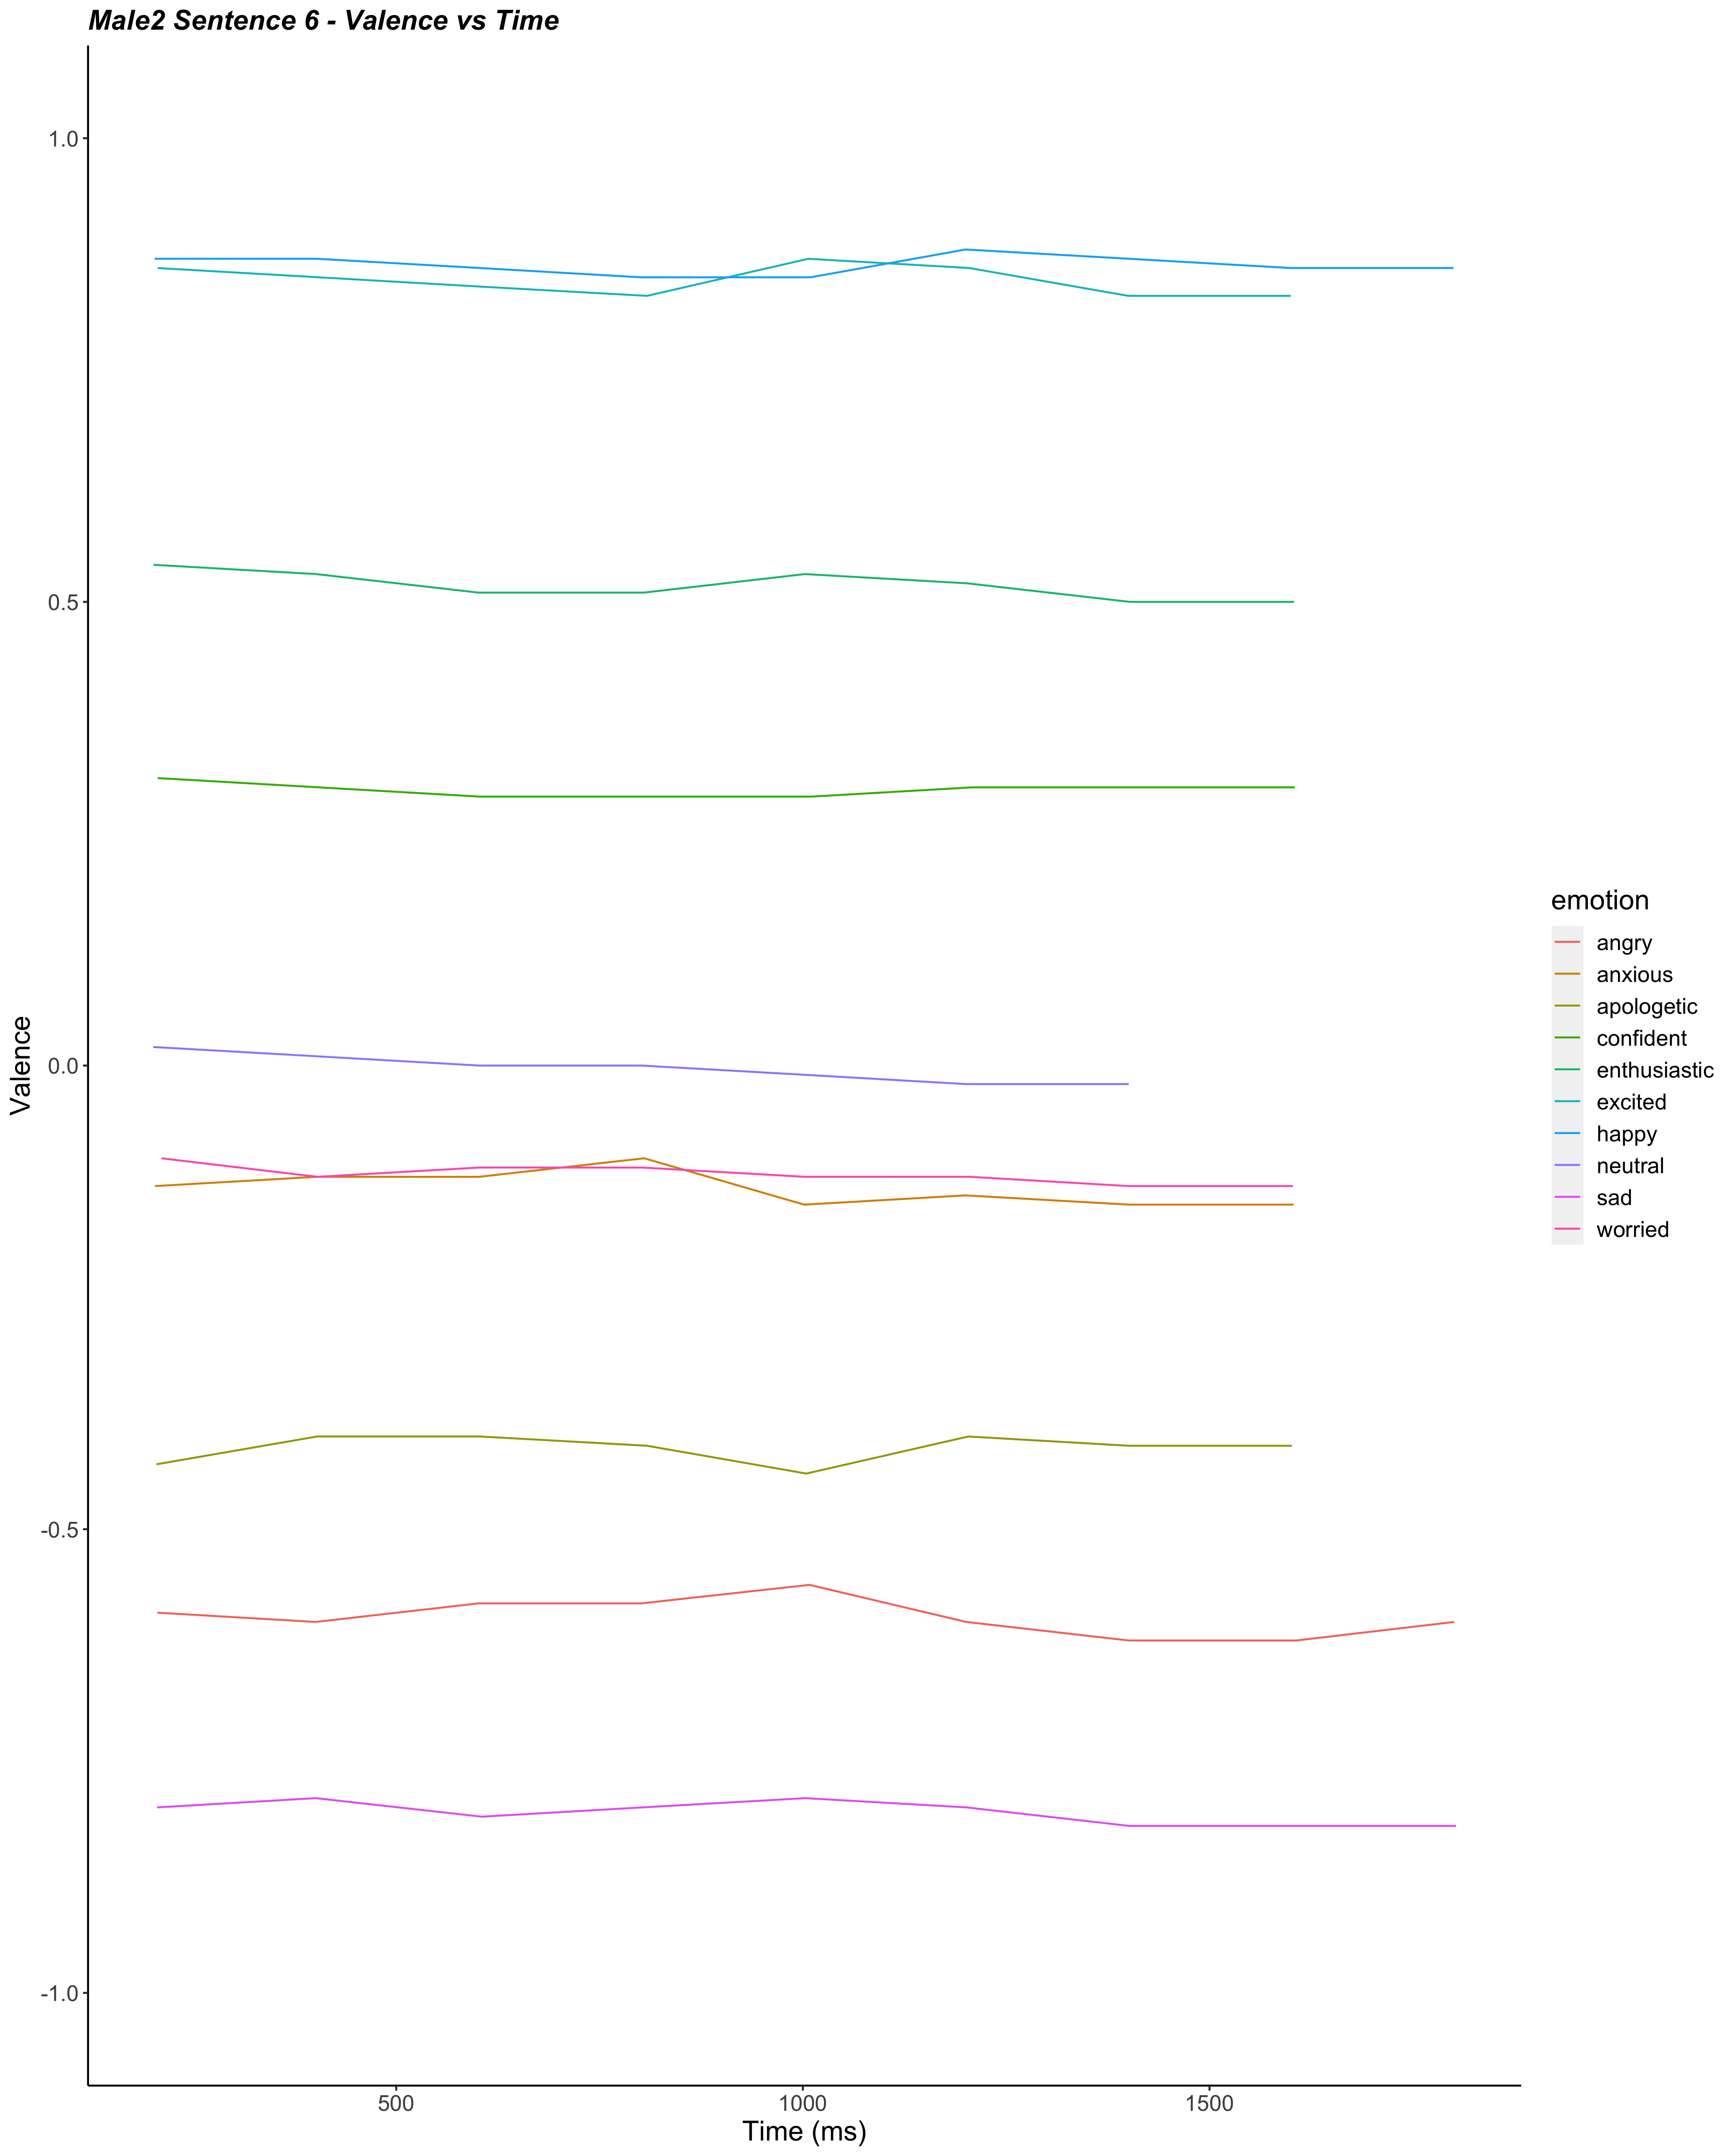 Male2 Sentence 6 - Valence vs Time
1.0
0.5
0.0
-0.5
-1.0
Valence
500
1000
1500
Time (ms)
emotion
angry
anxious
apologetic
confident
enthusiastic
excited
happy
neutral
sad
worried